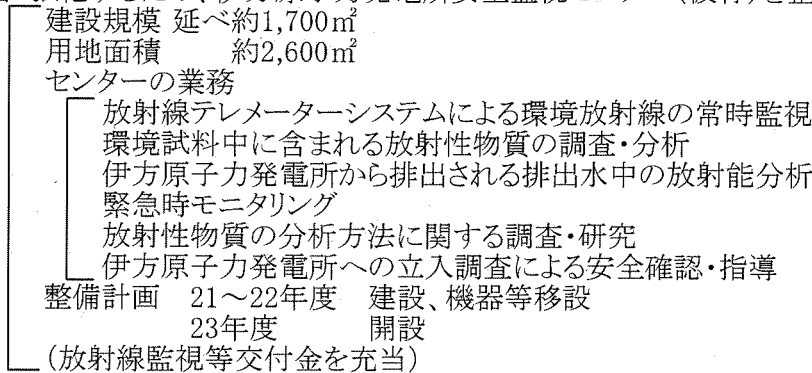 建設規模 延べ約1,700㎡
用地面積 約2,600㎡
センターの業務
放射線テレメーターシステムによる環境放射線の常時監視
環境試料中に含まれる放射性物質の調査・分析
伊方原子力発電所から排出される排出水中の放射能分析
緊急時モニタリング
放射性物質の分析方法に関する調査・研究
伊方原子力発電所への立入調査による安全確認・指導
整備計画 21～22年度 建設、機器等移設
23年度 開設
(放射線監視等交付金を充当)